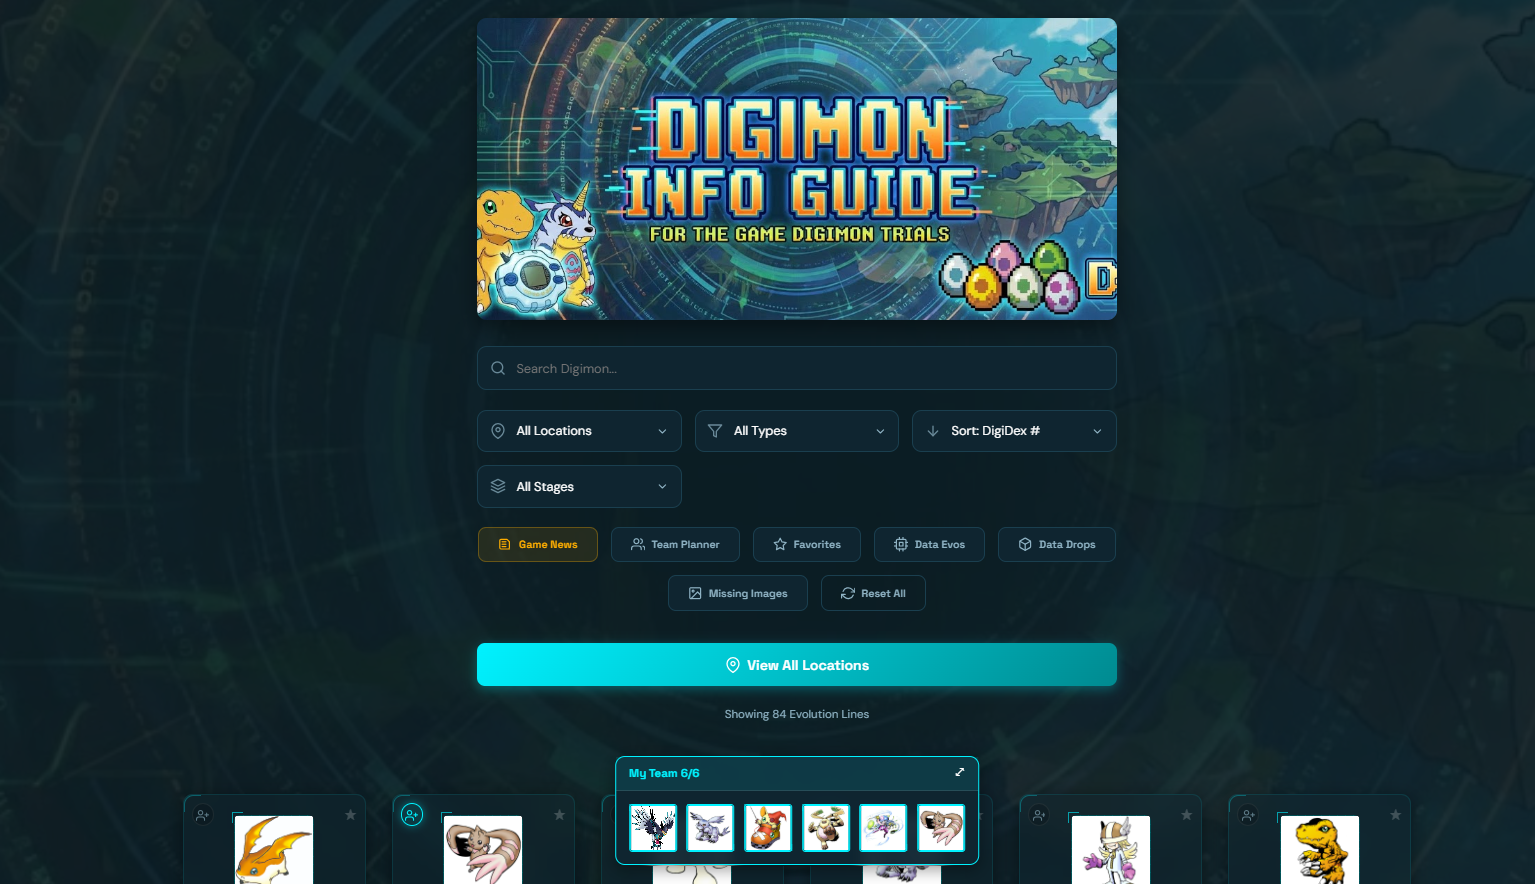 DIGIMON
INFO GUIDE
FOR THE GAME DIGIMON TRIALS
D
Search Digimon...
All Locations
All Types
Sort: DigiDex #
All Stages
Game News
Team Planner
Favorites
Data Evos
Data Drops
Missing Images
Reset All
View All Locations
Showing 84 Evolution Lines
My Team 6/6